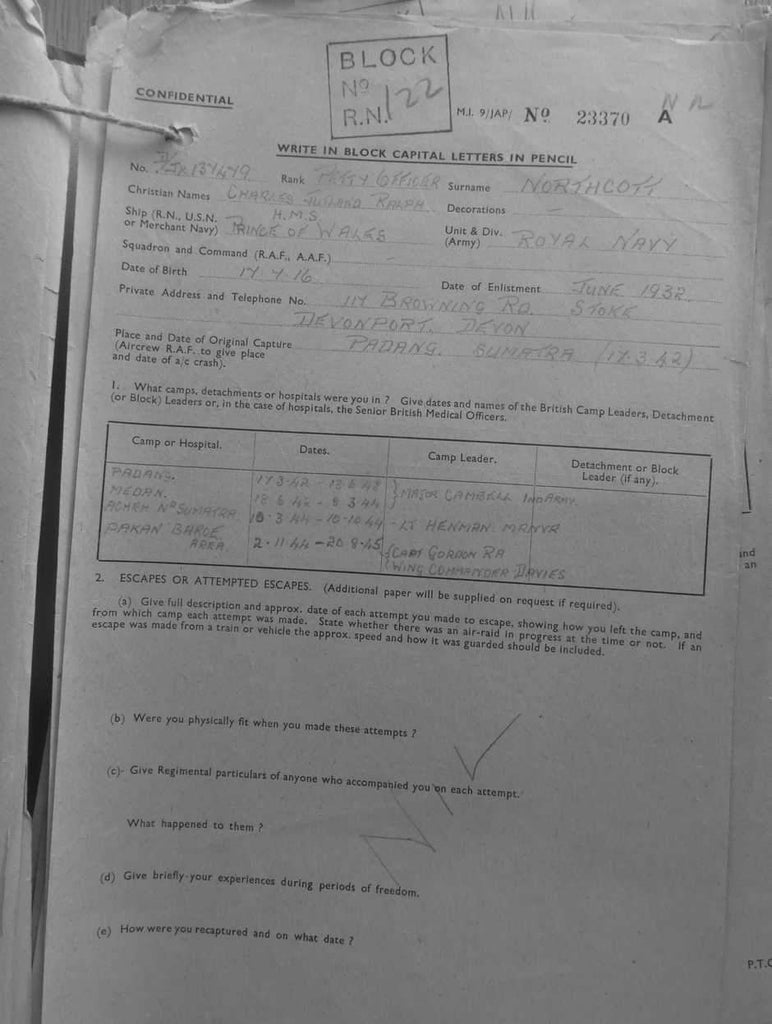 BLOCK
Nº
R.N. 122
CONFIDENTIAL
M.I. 9/JAP/ Nº 23370 A
WRITE IN BLOCK CAPITAL LETTERS IN PENCIL
No. Rank PETTY OFFICER Surname NORTHCOTT
Christian Names CHARLES JUTLAND RALPH Decorations —
Ship (R.N., U.S.N. or Merchant Navy) H.M.S. PRINCE OF WALES Unit & Div. (Army) ROYAL NAVY
Squadron and Command (R.A.F., A.A.F.) -
Date of Birth 17 7 16 Date of Enlistment JUNE 1932
Private Address and Telephone No. 117 BROWNING RD. STOKE
DEVONPORT. DEVON
Place and Date of Original Capture PADANG. SUMATRA (17.3.42)
(Aircrew R.A.F. to give place
and date of a/c crash).
1. What camps, detachments or hospitals were you in ? Give dates and names of the British Camp Leaders, Detachment
(or Block) Leaders or, in the case of hospitals, the Senior British Medical Officers.
Camp or Hospital. Dates. Camp Leader. Detachment or Block
Leader (if any).
PADANG. 17 3-42 - 13 6 42 } MAJOR CAMBELL IND ARMY.
MEDAN. 13 6 42 - 8 3 44
ACHEH Nº SUMATRA. 8·3 44 - 10-10 44 - LT HENMAN MRNVR
PAKAN BAROE 2·11·44 - 20·8·45 { CAPT GORDON RA
AREA { WING COMMANDER DAVIES
2. ESCAPES OR ATTEMPTED ESCAPES. (Additional paper will be supplied on request if required).
(a) Give full description and approx. date of each attempt you made to escape, showing how you left the camp, and
from which camp each attempt was made. State whether there was an air-raid in progress at the time or not. If an
escape was made from a train or vehicle the approx. speed and how it was guarded should be included.
(b) Were you physically fit when you made these attempts ?
(c)- Give Regimental particulars of anyone who accompanied you on each attempt.
What happened to them ?
(d) Give briefly your experiences during periods of freedom.
(e) How were you recaptured and on what date ?
nd
an
P.T.O